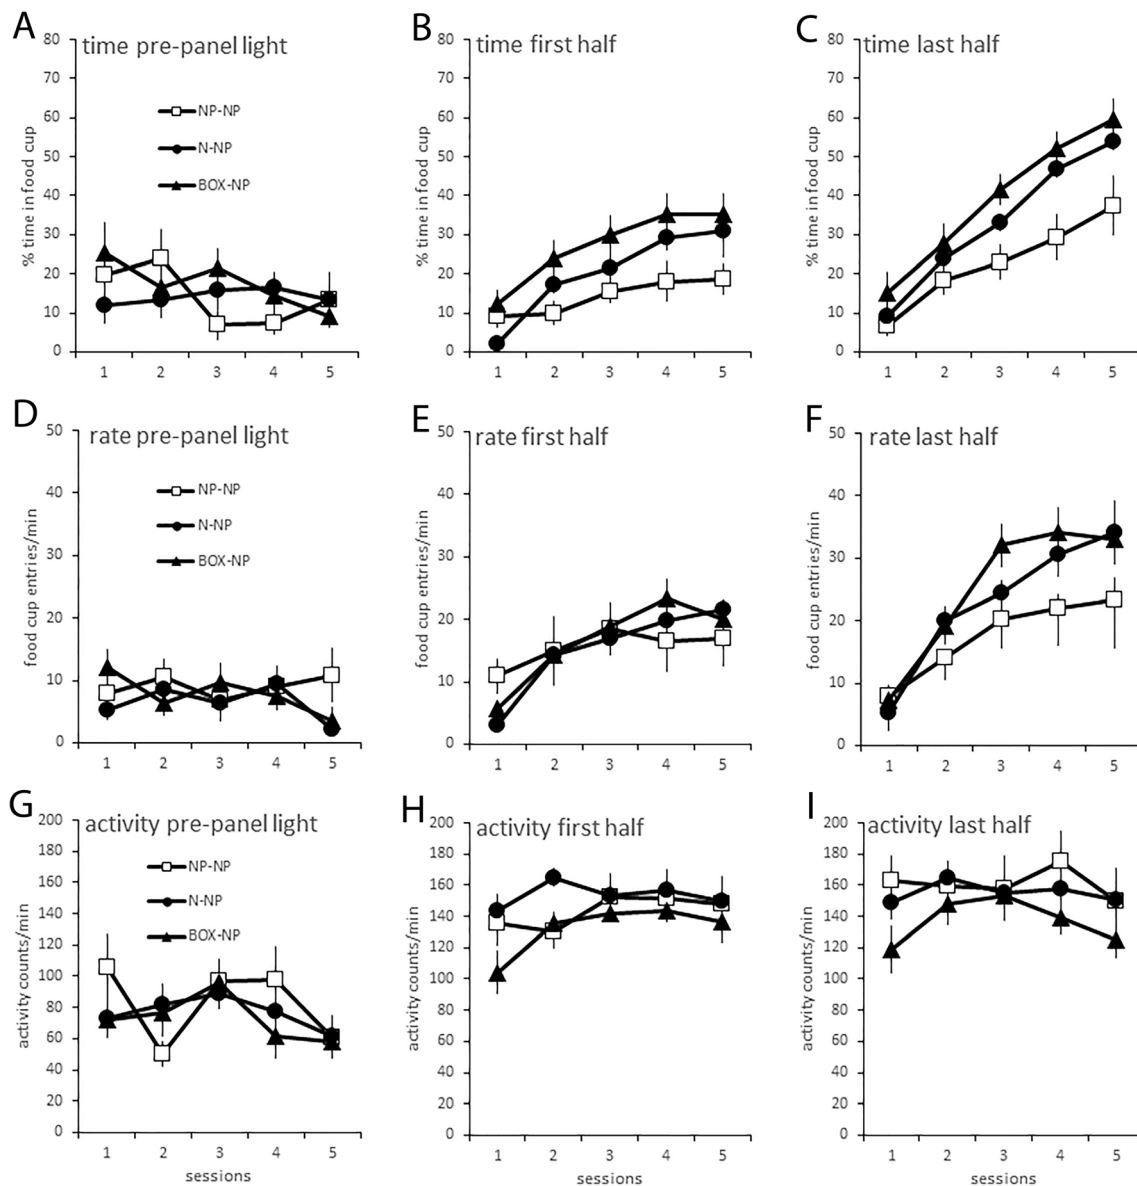 A
time pre-panel light
% time in food cup
80
70
60
50
40
30
20
10
0
NP-NP
N-NP
BOX-NP
1 2 3 4 5
B
time first half
% time in food cup
80
70
60
50
40
30
20
10
0
1 2 3 4 5
C
time last half
% time in food cup
80
70
60
50
40
30
20
10
0
1 2 3 4 5
D
rate pre-panel light
food cup entries/min
50
40
30
20
10
0
NP-NP
N-NP
BOX-NP
1 2 3 4 5
E
rate first half
food cup entries/min
50
40
30
20
10
0
1 2 3 4 5
F
rate last half
food cup entries/min
50
40
30
20
10
0
1 2 3 4 5
G
activity pre-panel light
activity counts/min
200
180
160
140
120
100
80
60
40
20
0
NP-NP
N-NP
BOX-NP
1 2 3 4 5
sessions
H
activity first half
activity counts/min
200
180
160
140
120
100
80
60
40
20
0
1 2 3 4 5
sessions
I
activity last half
activity counts/min
200
180
160
140
120
100
80
60
40
20
0
1 2 3 4 5
sessions